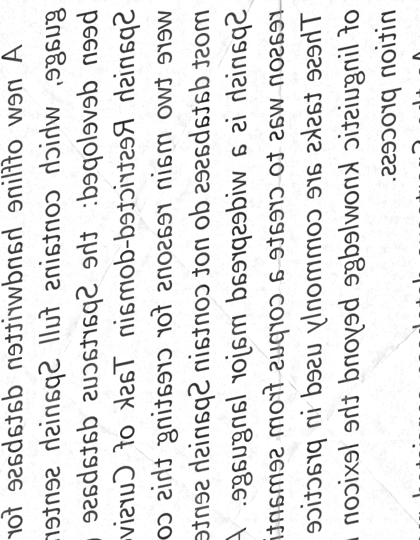 A new offline handwritten database for
guage, which contains full Spanish senten
been developed: the Spartacus database (
Spanish Restricted-domain Task of Cursiv
were two main reasons for creating this co
most databases do not contain Spanish sente
Spanish is a widespread major language. A
reason was to create a corpus from semanti
These tasks are commonly used in practice
of linguistic knowledge beyond the lexicon
nition process.